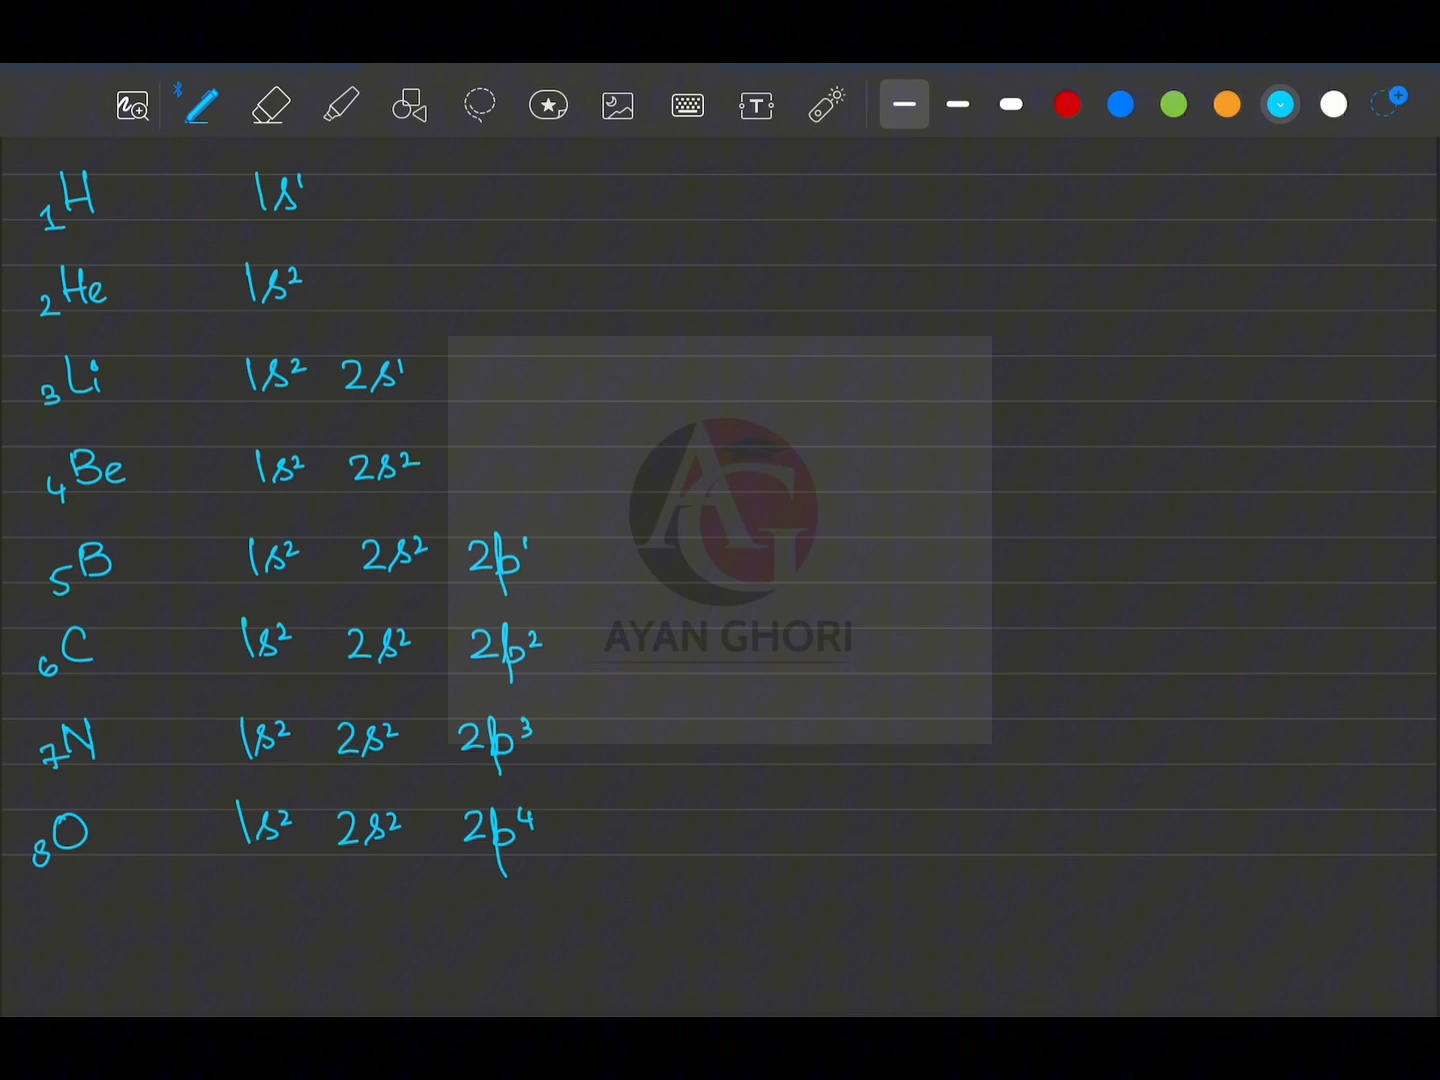 T
₁H 1s¹
₂He 1s²
₃Li 1s² 2s¹
₄Be 1s² 2s²
₅B 1s² 2s² 2p¹
₆C 1s² 2s² 2p²
₇N 1s² 2s² 2p³
₈O 1s² 2s² 2p⁴
AG
AYAN GHORI